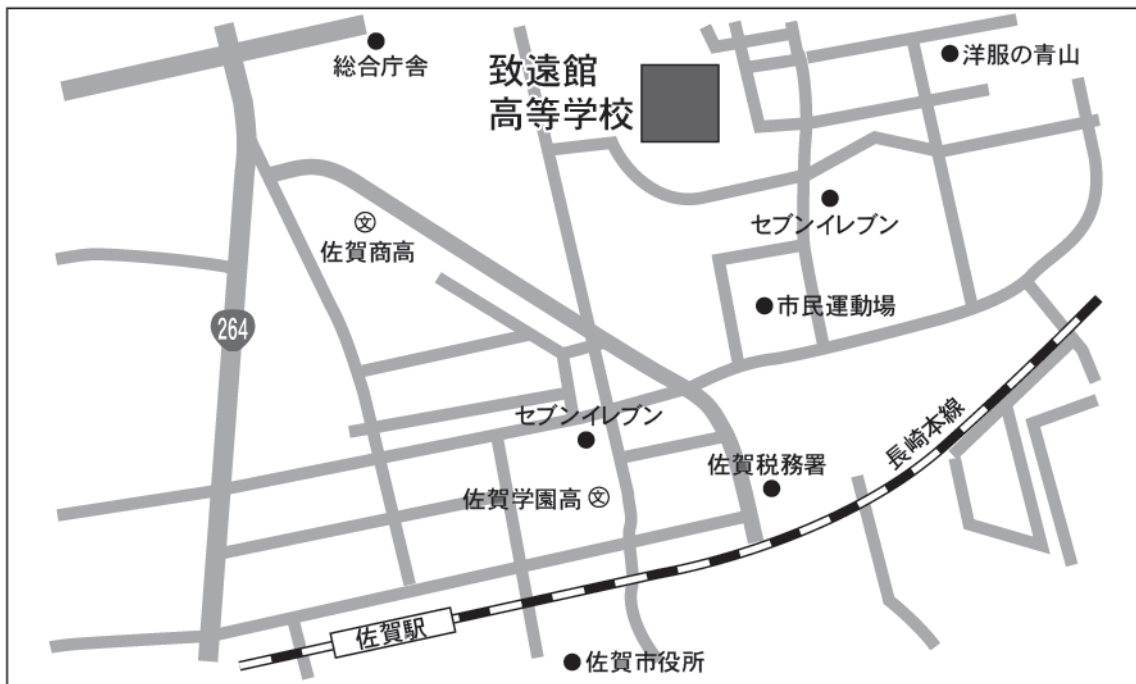 総合庁舎
致遠館
高等学校
洋服の青山
文
佐賀商高
セブンイレブン
264
市民運動場
セブンイレブン
佐賀税務署
長崎本線
佐賀学園高 文
佐賀駅
佐賀市役所